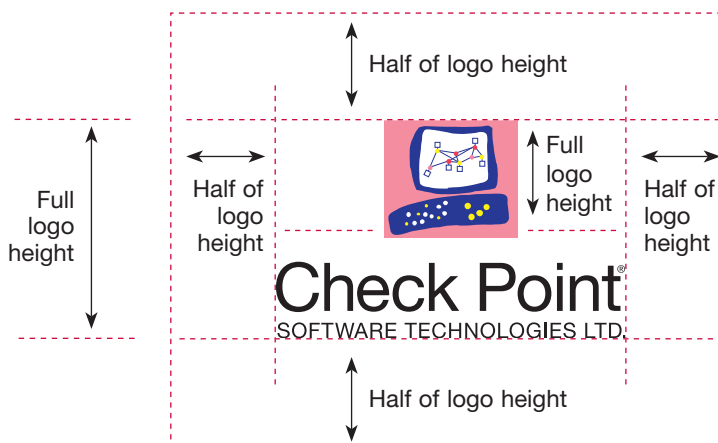 Half of logo height
Full
logo
height
Half of
logo
height
Full
logo
height
Half of
logo
height
Check Point®
SOFTWARE TECHNOLOGIES LTD.
Half of logo height